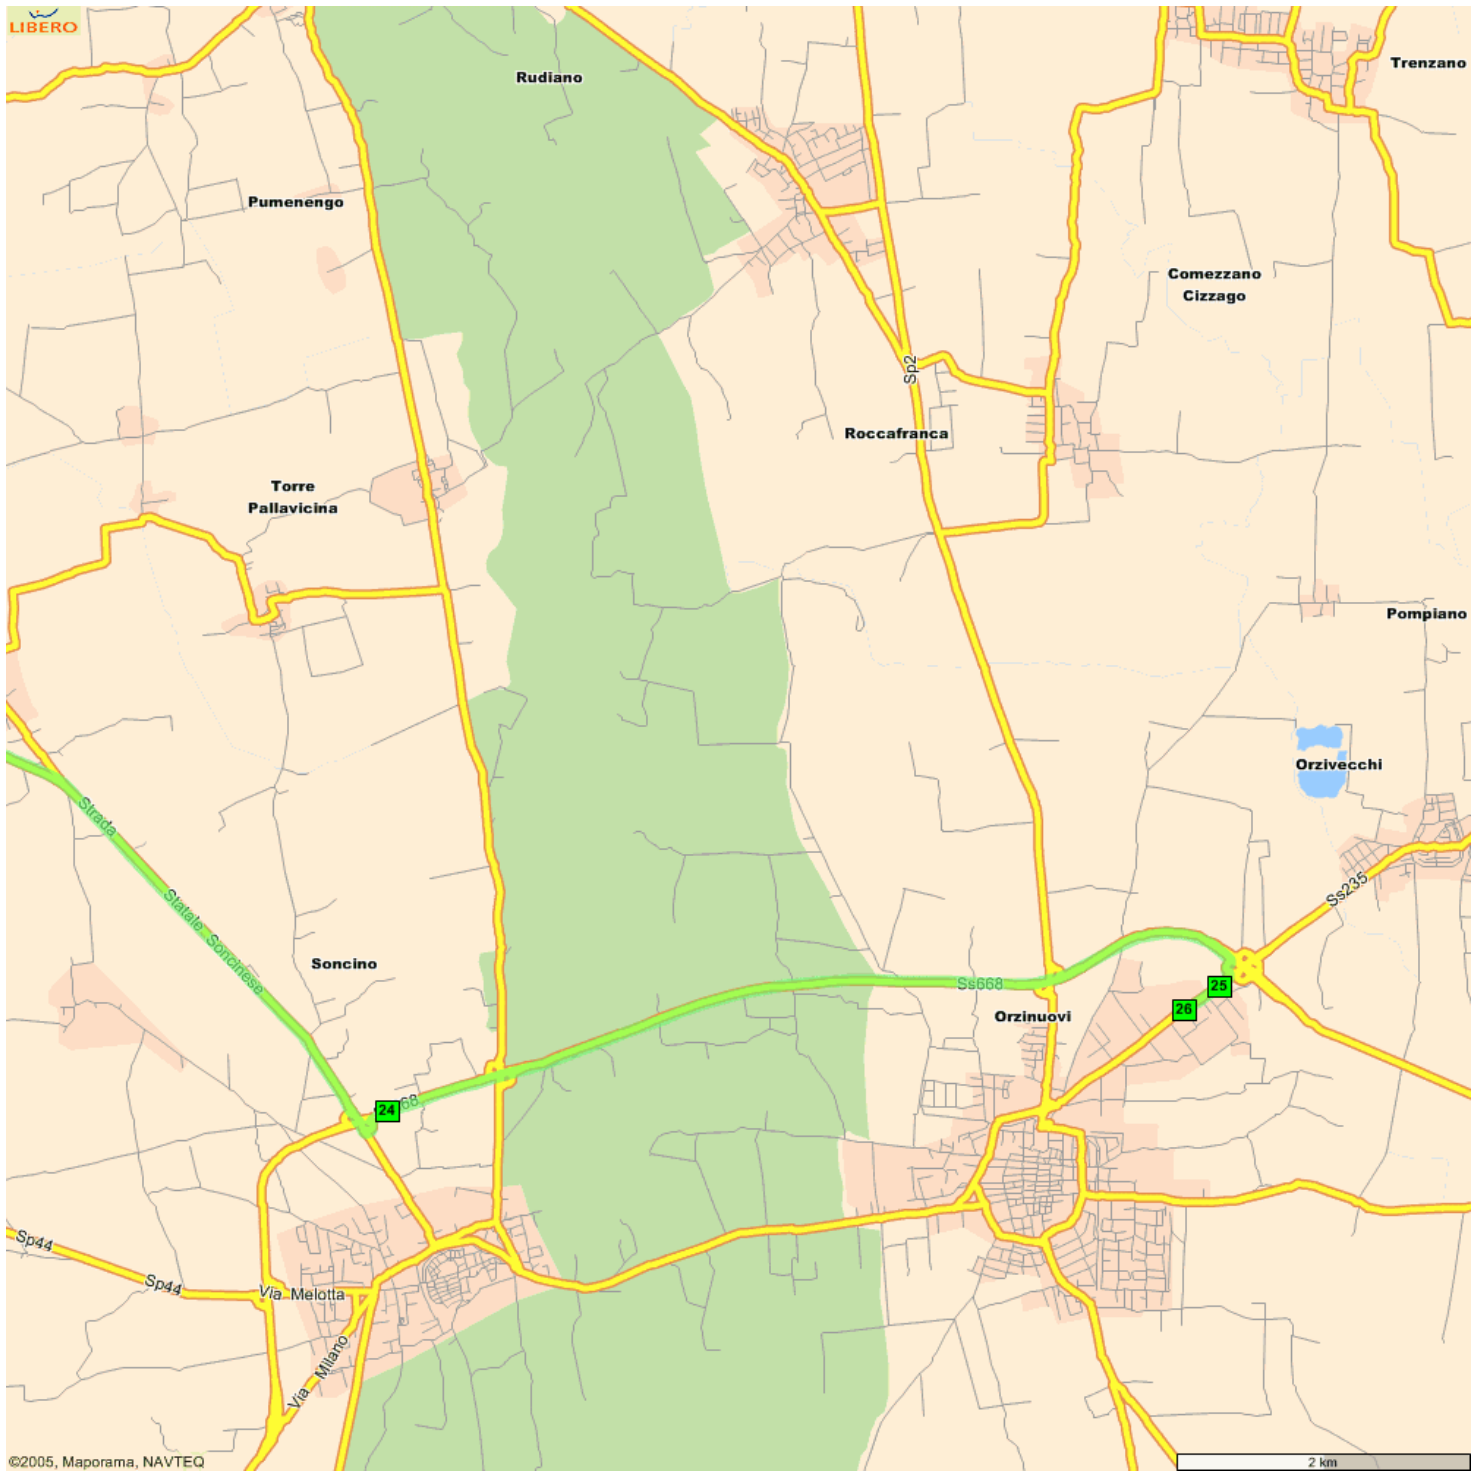 LIBERO
Rudiano
Trenzano
Pumenengo
Comezzano
Cizzago
Sp2
Roccafranca
Torre
Pallavicina
Pompiano
Orzivecchi
Strada
Statale Soncinese
Ss235
Soncino
Ss668
25
26
Orzinuovi
24
68
Sp44
Sp44
Via Melotta
Via Milano
©2005, Maporama, NAVTEQ
2 km